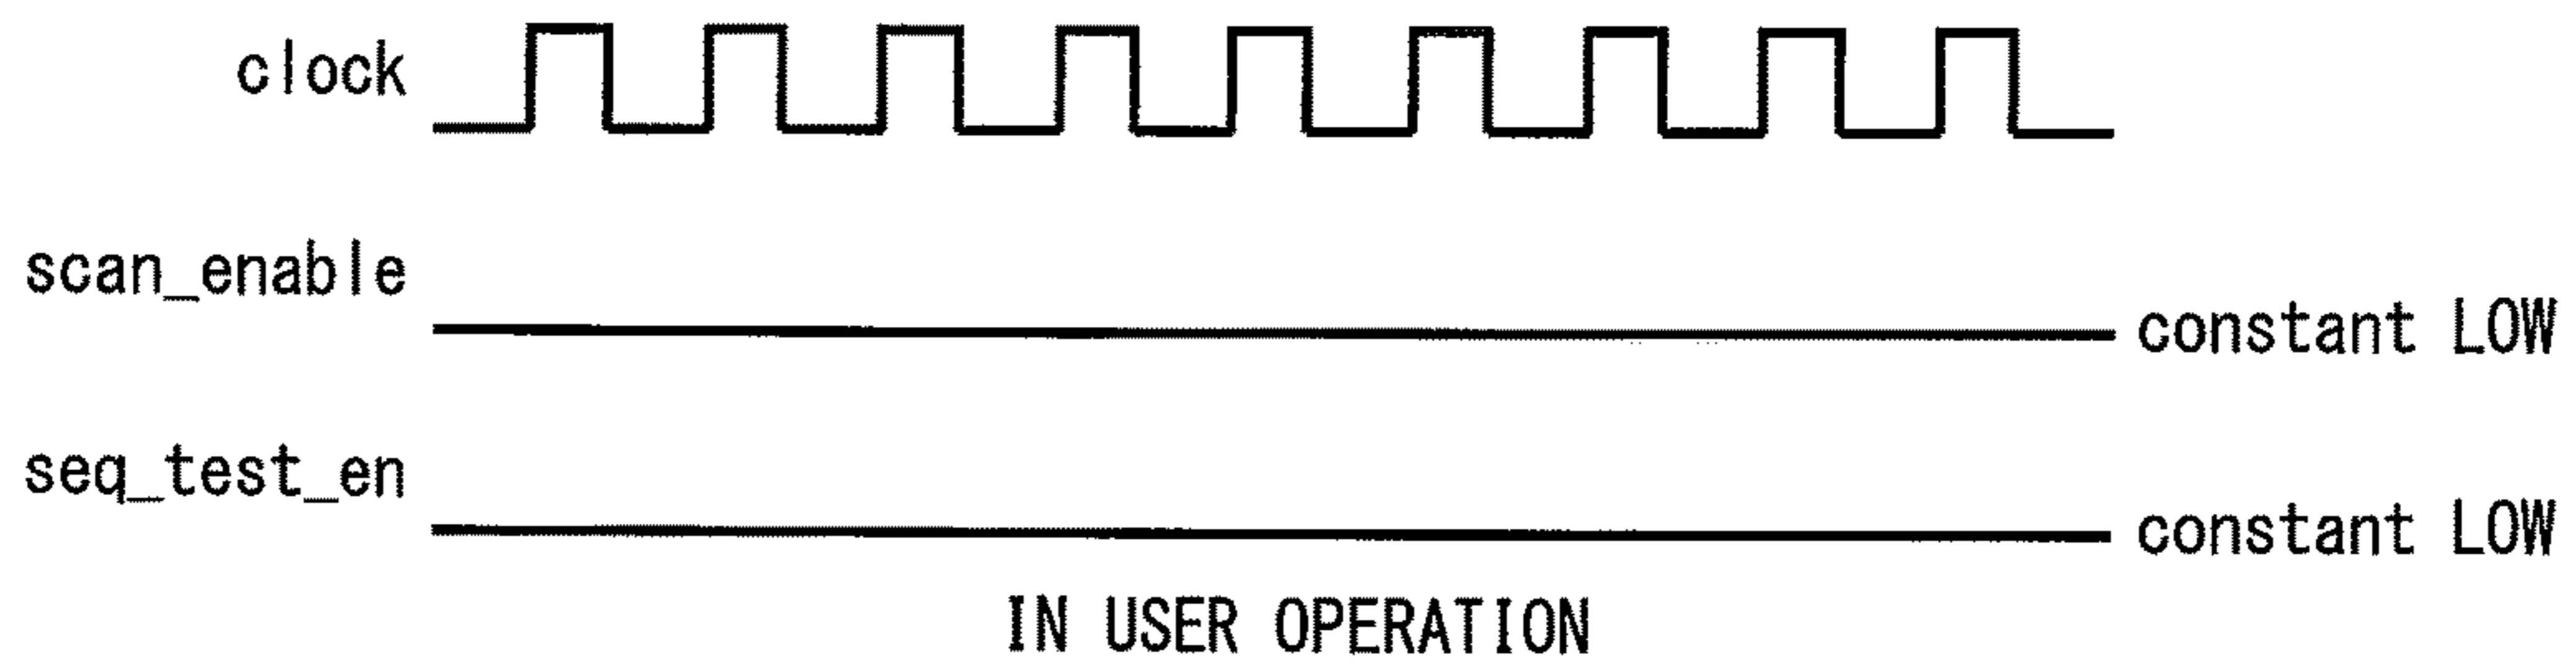 clock
scan_enable
constant LOW
seq_test_en
constant LOW
IN USER OPERATION